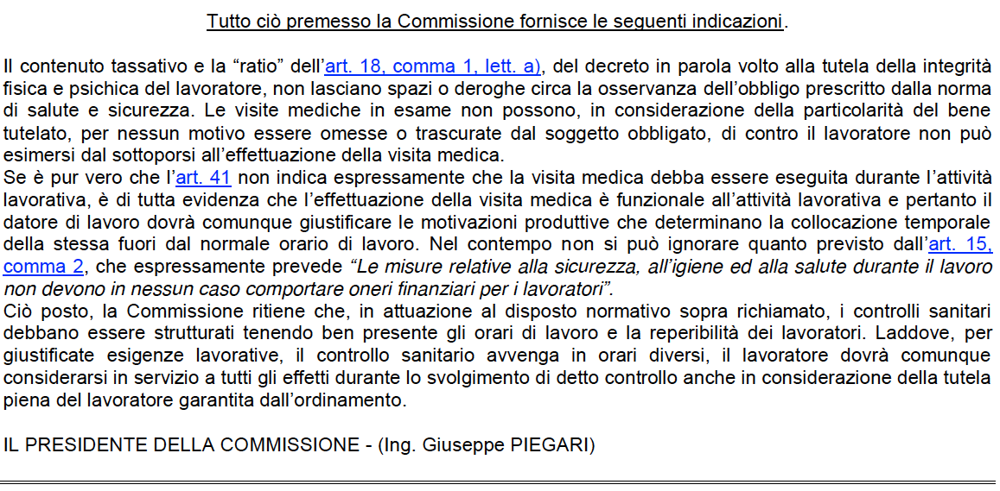 Tutto ciò premesso la Commissione fornisce le seguenti indicazioni.
Il contenuto tassativo e la “ratio” dell’art. 18, comma 1, lett. a), del decreto in parola volto alla tutela della integrità
fisica e psichica del lavoratore, non lasciano spazi o deroghe circa la osservanza dell’obbligo prescritto dalla norma
di salute e sicurezza. Le visite mediche in esame non possono, in considerazione della particolarità del bene
tutelato, per nessun motivo essere omesse o trascurate dal soggetto obbligato, di contro il lavoratore non può
esimersi dal sottoporsi all’effettuazione della visita medica.
Se è pur vero che l’art. 41 non indica espressamente che la visita medica debba essere eseguita durante l’attività
lavorativa, è di tutta evidenza che l’effettuazione della visita medica è funzionale all’attività lavorativa e pertanto il
datore di lavoro dovrà comunque giustificare le motivazioni produttive che determinano la collocazione temporale
della stessa fuori dal normale orario di lavoro. Nel contempo non si può ignorare quanto previsto dall’art. 15,
comma 2, che espressamente prevede “Le misure relative alla sicurezza, all’igiene ed alla salute durante il lavoro
non devono in nessun caso comportare oneri finanziari per i lavoratori”.
Ciò posto, la Commissione ritiene che, in attuazione al disposto normativo sopra richiamato, i controlli sanitari
debbano essere strutturati tenendo ben presente gli orari di lavoro e la reperibilità dei lavoratori. Laddove, per
giustificate esigenze lavorative, il controllo sanitario avvenga in orari diversi, il lavoratore dovrà comunque
considerarsi in servizio a tutti gli effetti durante lo svolgimento di detto controllo anche in considerazione della tutela
piena del lavoratore garantita dall’ordinamento.
IL PRESIDENTE DELLA COMMISSIONE - (Ing. Giuseppe PIEGARI)